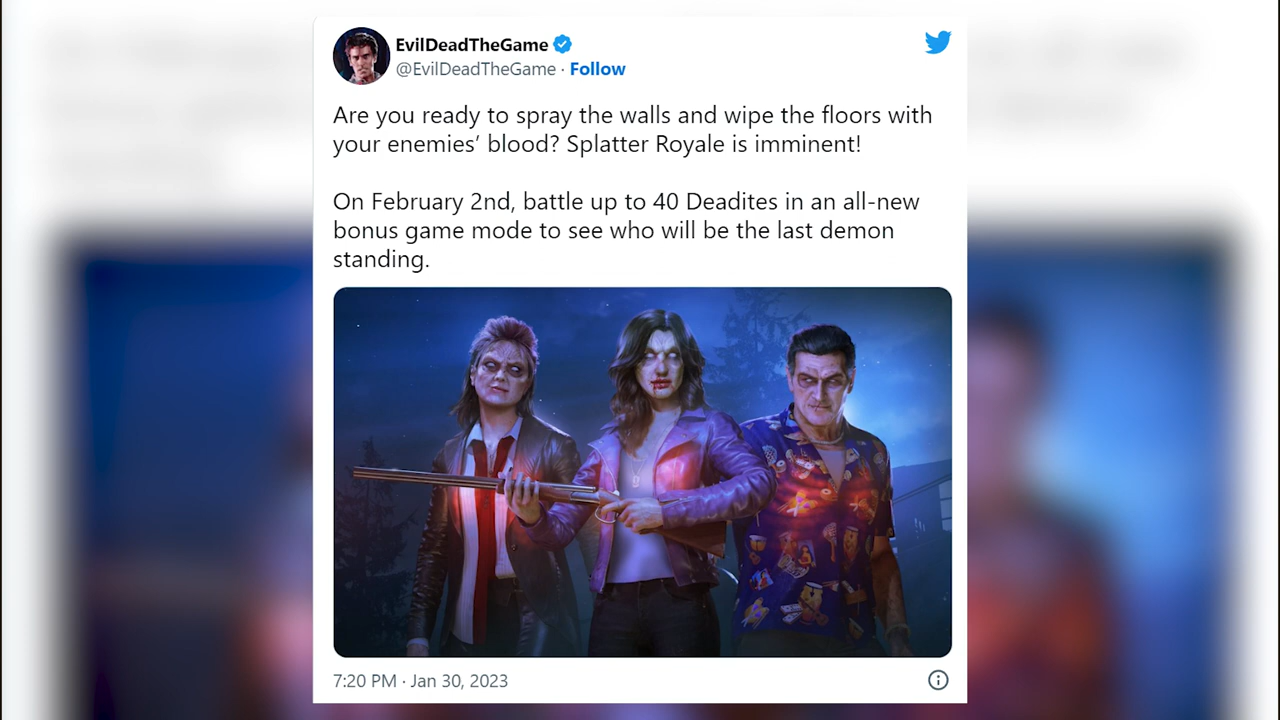 EvilDeadTheGame
@EvilDeadTheGame · Follow
Are you ready to spray the walls and wipe the floors with
your enemies’ blood? Splatter Royale is imminent!
On February 2nd, battle up to 40 Deadites in an all-new
bonus game mode to see who will be the last demon
standing.
7:20 PM · Jan 30, 2023